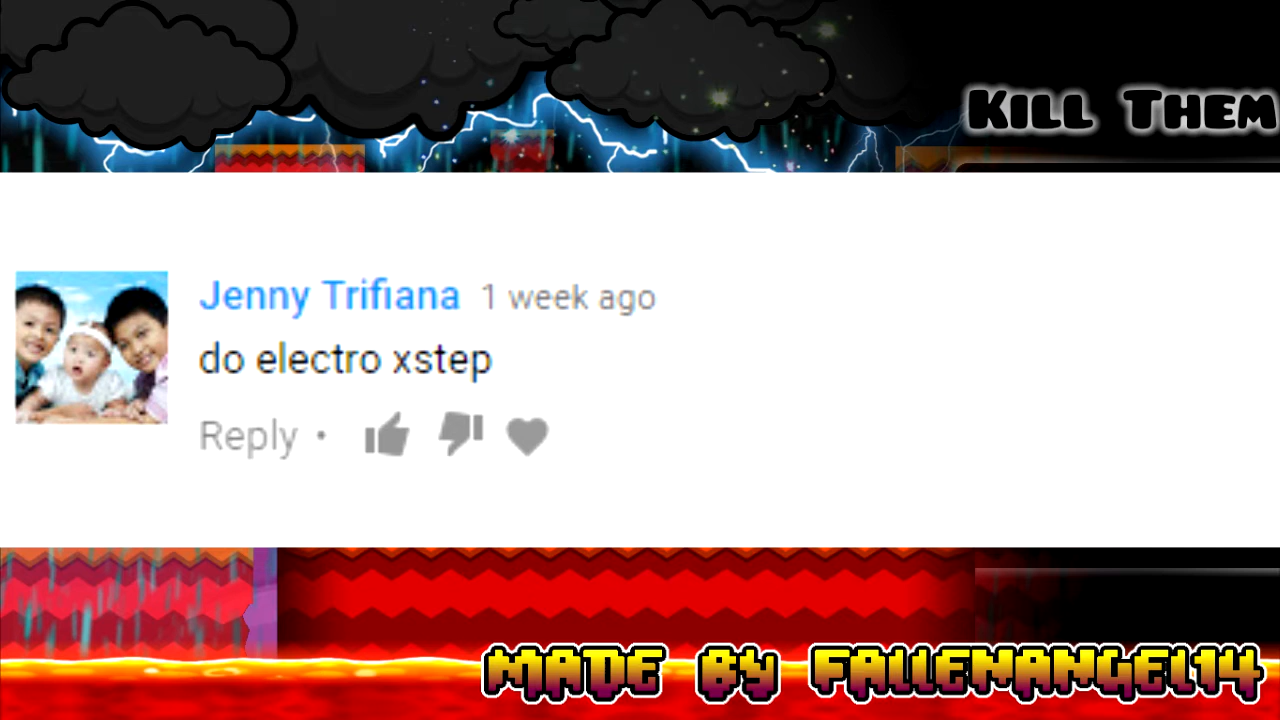 Kill Them
Jenny Trifiana 1 week ago
do electro xstep
Reply •
MADE BY FALLENANGEL14